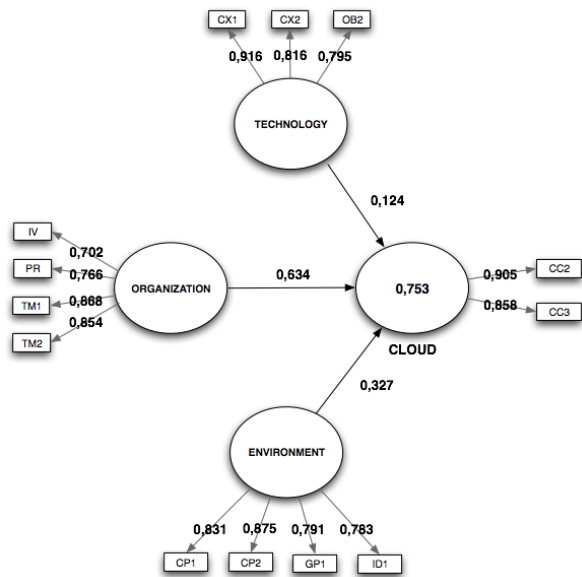 CX1 CX2 OB2
0,916 0,816 0,795
TECHNOLOGY
0,124
IV
0,702
PR
0,766
TM1
0,868
TM2
0,854
ORGANIZATION
0,634
0,753
CLOUD
0,905
CC2
0,858
CC3
0,327
ENVIRONMENT
0,831 0,875 0,791 0,783
CP1 CP2 GP1 ID1